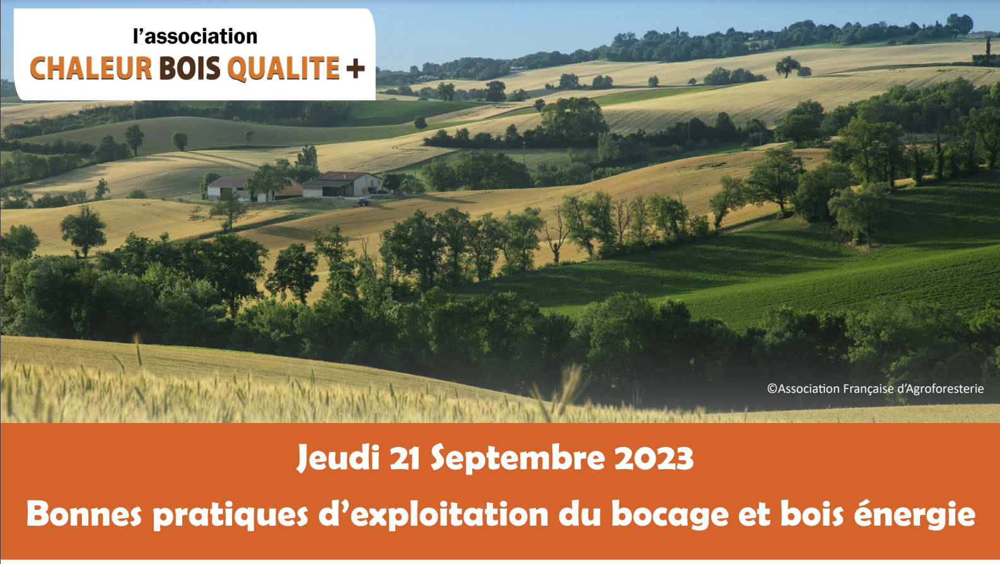 l’association
CHALEUR BOIS QUALITE +
©Association Française d’Agroforesterie
Jeudi 21 Septembre 2023
Bonnes pratiques d’exploitation du bocage et bois énergie